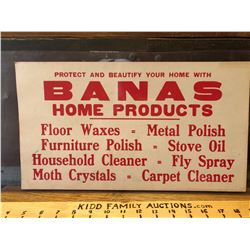 PROTECT AND BEAUTIFY YOUR HOME WITH
BANAS
HOME PRODUCTS
Floor Waxes - Metal Polish
Furniture Polish - Stove Oil
Household Cleaner - Fly Spray
Moth Crystals - Carpet Cleaner
KIDD FAMILY AUCTIONS.com